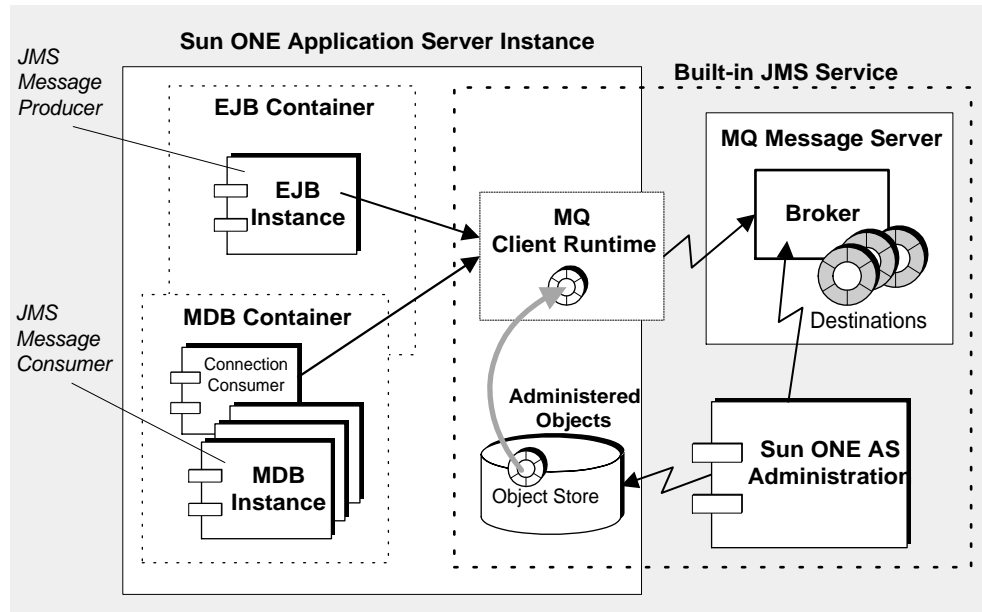 Sun ONE Application Server Instance
JMS
Message
Producer
Built-in JMS Service
EJB Container
MQ Message Server
EJB
Instance
MQ
Client Runtime
Broker
Destinations
JMS
Message
Consumer
MDB Container
Connection
Consumer
Administered
Objects
MDB
Instance
Object Store
Sun ONE AS
Administration